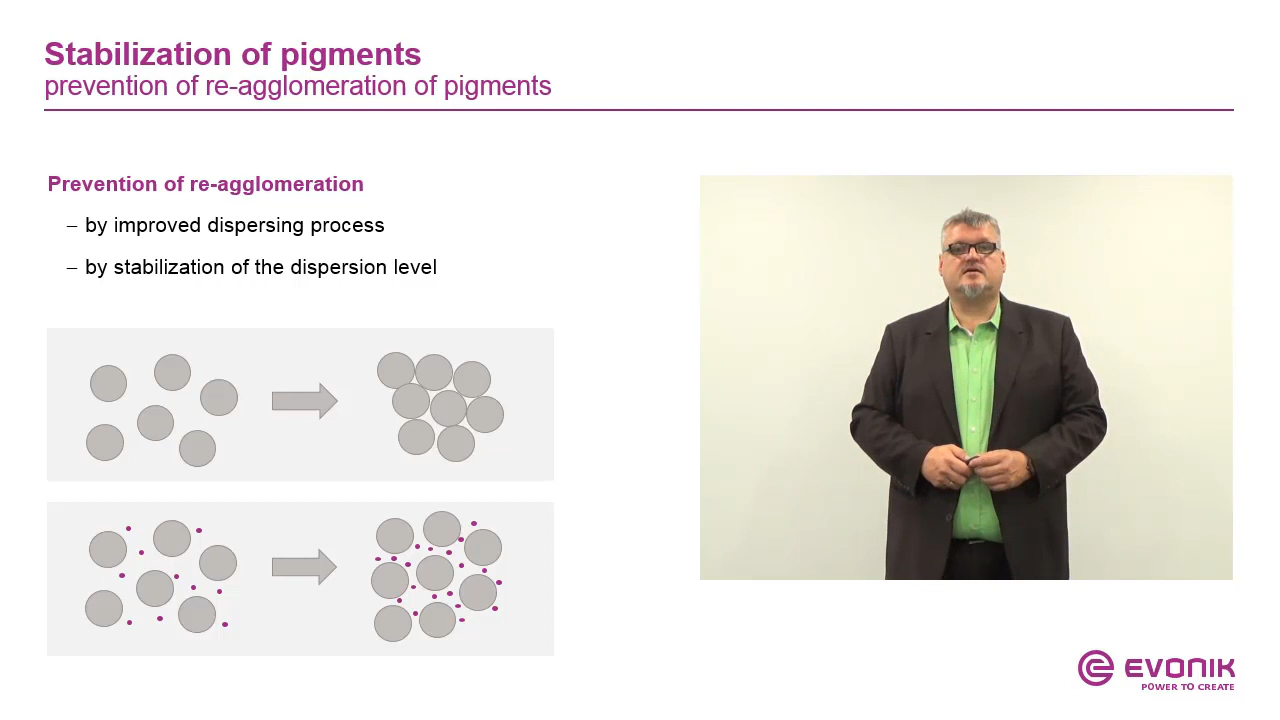 Stabilization of pigments
prevention of re-agglomeration of pigments
Prevention of re-agglomeration
– by improved dispersing process
– by stabilization of the dispersion level
EVONIK
POWER TO CREATE